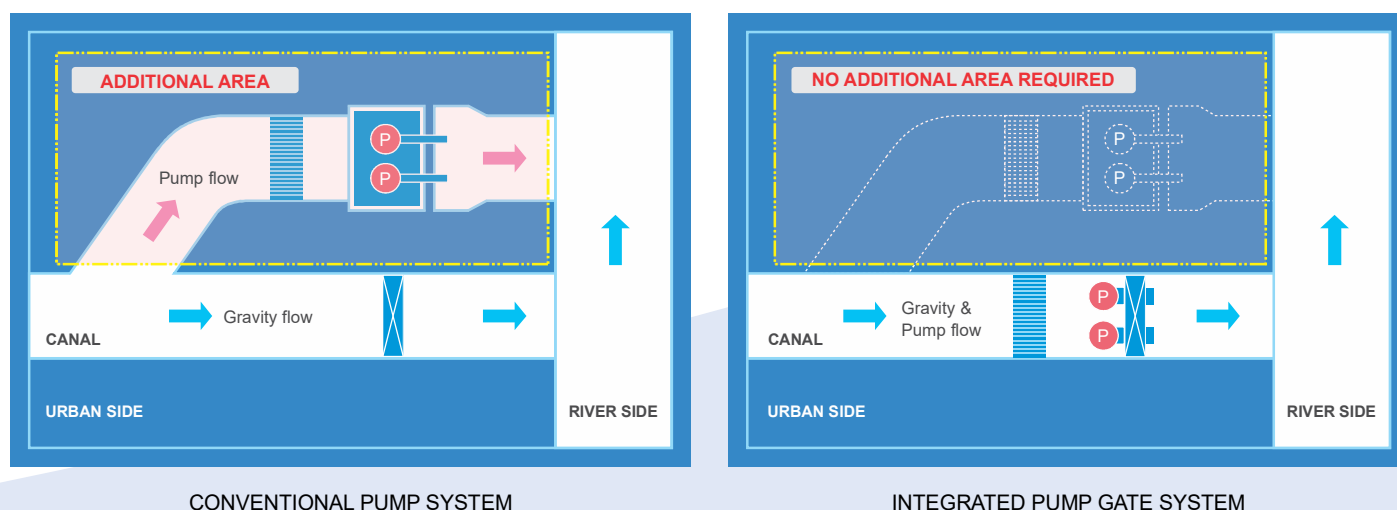 ADDITIONAL AREA
P
P
Pump flow
Gravity flow
CANAL
URBAN SIDE
RIVER SIDE
CONVENTIONAL PUMP SYSTEM
NO ADDITIONAL AREA REQUIRED
P
P
Gravity &
Pump flow
P
P
CANAL
URBAN SIDE
RIVER SIDE
INTEGRATED PUMP GATE SYSTEM